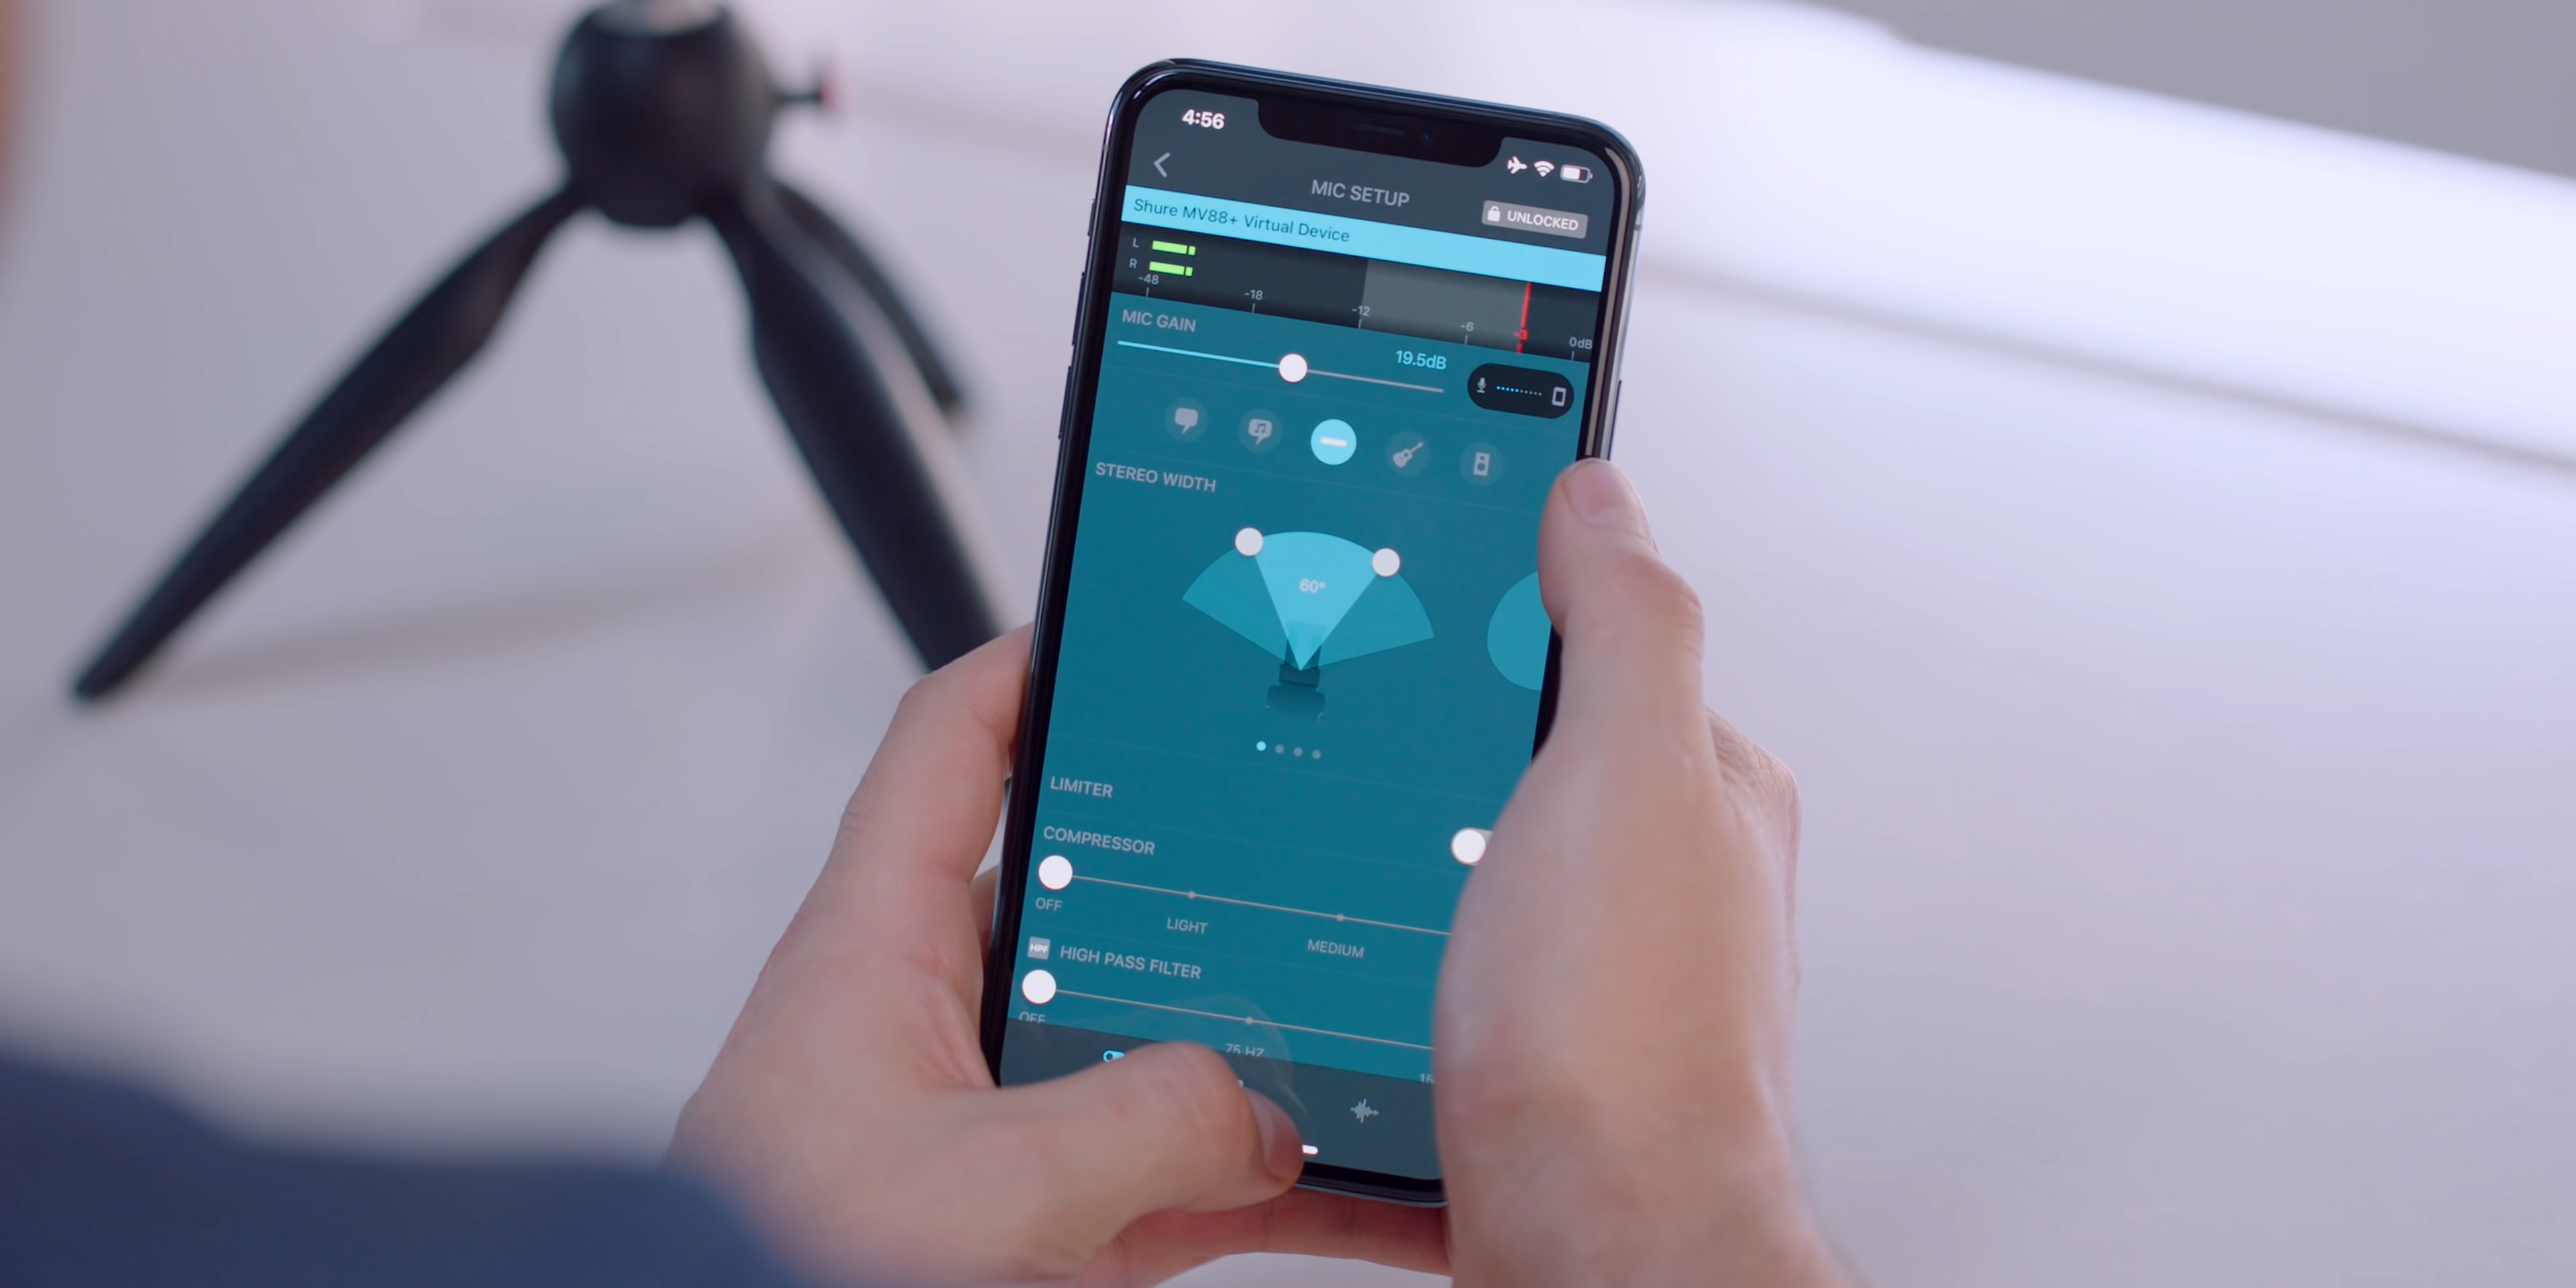 4:56
MIC SETUP
UNLOCKED
Shure MV88+ Virtual Device
L
R
-48
-18
-12
-6
-3
0dB
MIC GAIN
19.5dB
STEREO WIDTH
60°
LIMITER
COMPRESSOR
OFF
LIGHT
MEDIUM
HPF
HIGH PASS FILTER
OFF
75 HZ